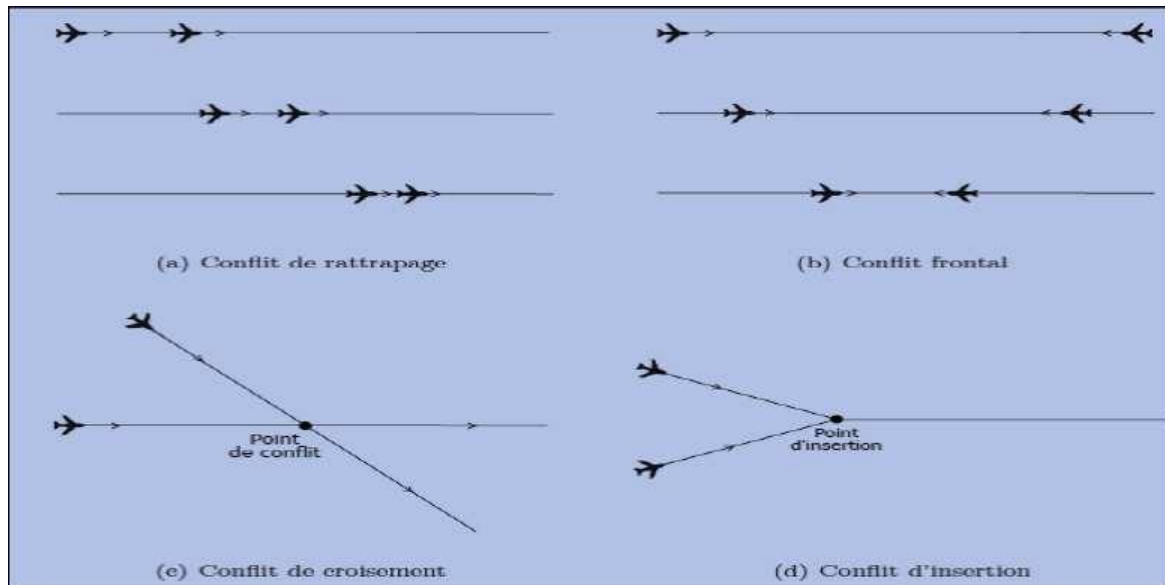 (a) Conflit de rattrapage
(b) Conflit frontal
Point
de conflit
Point
d'insertion
(c) Conflit de croisement
(d) Conflit d'insertion